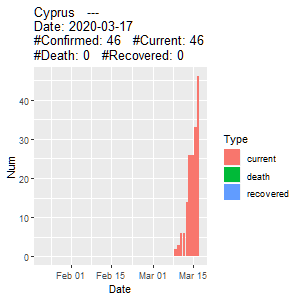 Cyprus   ---
Date: 2020-03-17
#Confirmed: 46   #Current: 46
#Death: 0   #Recovered: 0
Num
40
30
20
10
0
Feb 01   Feb 15   Mar 01   Mar 15
Date
Type
current
death
recovered